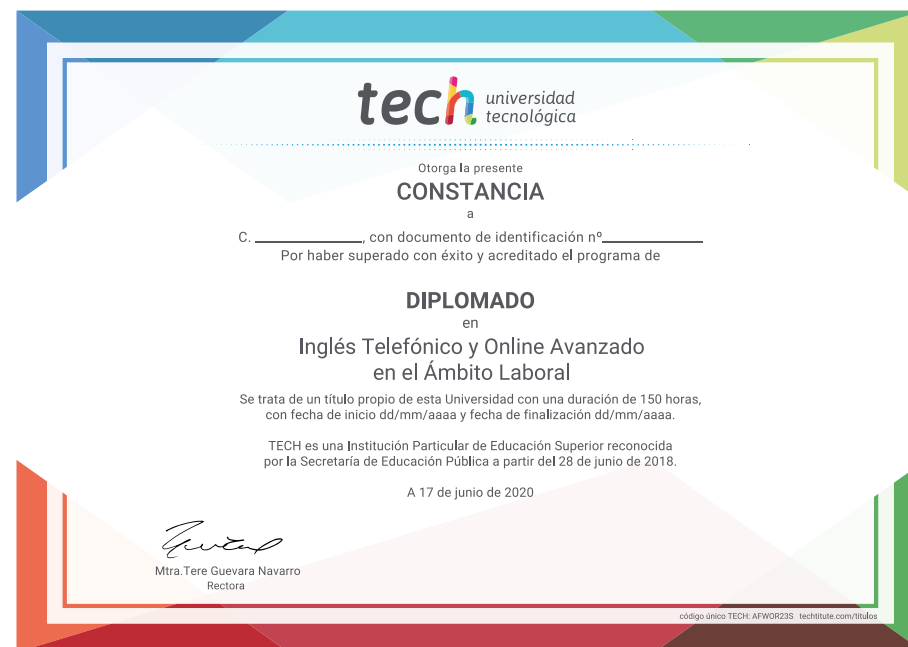 tech universidad
tecnológica
Otorga la presente
CONSTANCIA
a
C. ____________, con documento de identificación nº____________
Por haber superado con éxito y acreditado el programa de
DIPLOMADO
en
Inglés Telefónico y Online Avanzado
en el Ámbito Laboral
Se trata de un título propio de esta Universidad con una duración de 150 horas,
con fecha de inicio dd/mm/aaaa y fecha de finalización dd/mm/aaaa.
TECH es una Institución Particular de Educación Superior reconocida
por la Secretaría de Educación Pública a partir del 28 de junio de 2018.
A 17 de junio de 2020
Mtra.Tere Guevara Navarro
Rectora
código único TECH: AFWOR23S techtitute.com/titulos